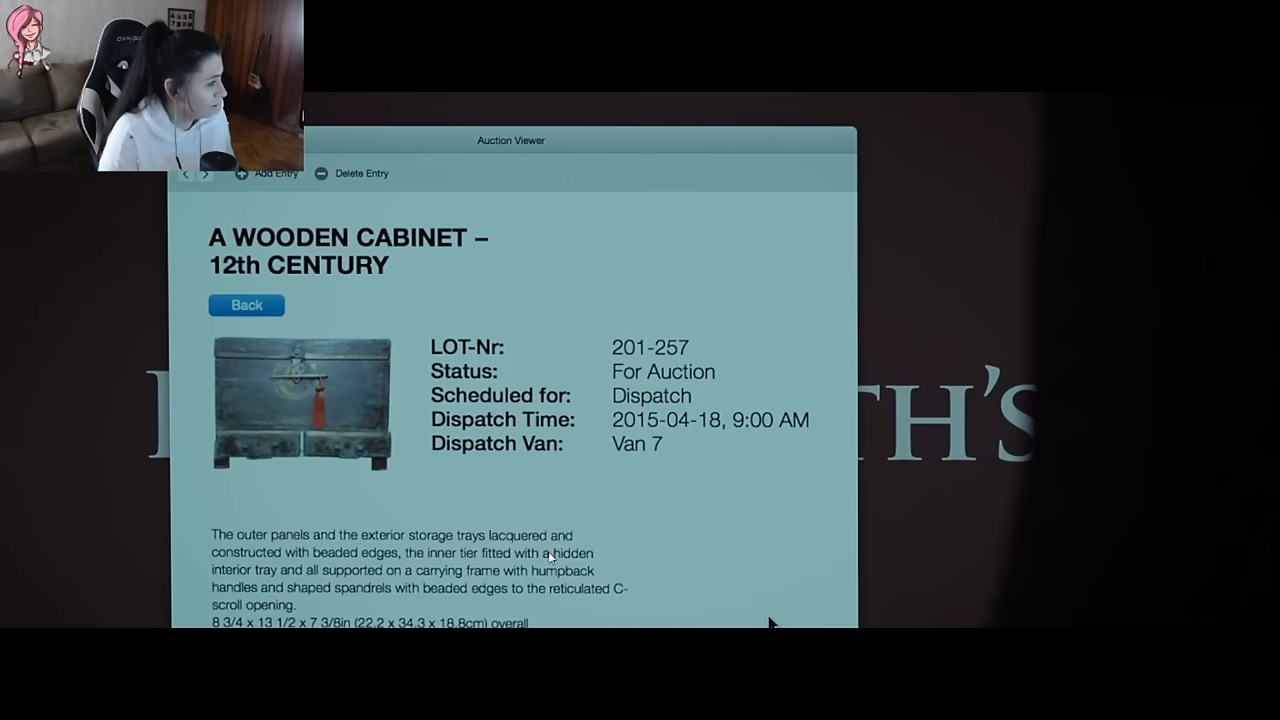 Auction Viewer
Add Entry
Delete Entry
A WOODEN CABINET –
12th CENTURY
Back
LOT-Nr: 201-257
Status: For Auction
Scheduled for: Dispatch
Dispatch Time: 2015-04-18, 9:00 AM
Dispatch Van: Van 7
TH'S
The outer panels and the exterior storage trays lacquered and
constructed with beaded edges, the inner tier fitted with a hidden
interior tray and all supported on a carrying frame with humpback
handles and shaped spandrels with beaded edges to the reticulated C-
scroll opening.
8 3/4 x 13 1/2 x 7 3/8in (22.2 x 34.3 x 18.8cm) overall